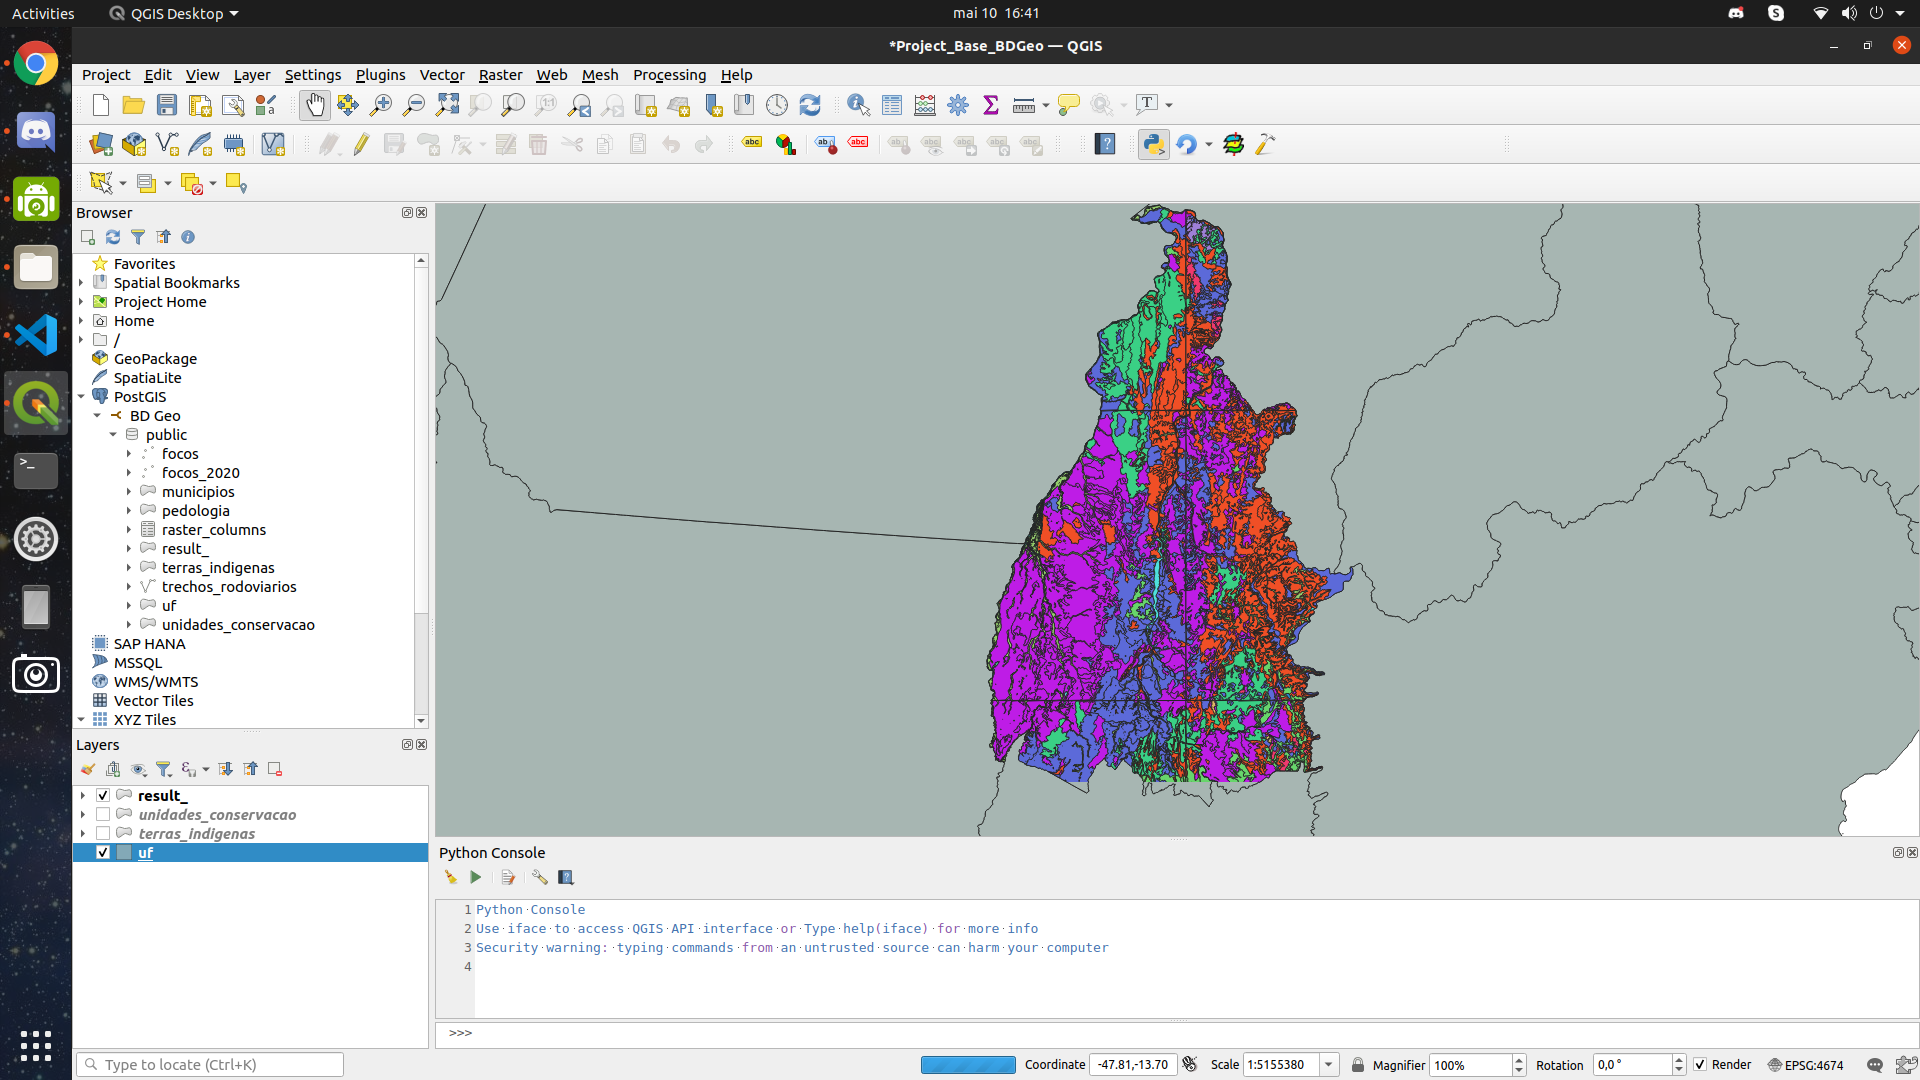 Activities QGIS Desktop mai 10 16:41
*Project_Base_BDGeo — QGIS
Project Edit View Layer Settings Plugins Vector Raster Web Mesh Processing Help
Browser
Favorites
Spatial Bookmarks
Project Home
Home
/
GeoPackage
SpatiaLite
PostGIS
BD Geo
public
focos
focos_2020
municipios
pedologia
raster_columns
result_
terras_indigenas
trechos_rodoviarios
uf
unidades_conservacao
SAP HANA
MSSQL
WMS/WMTS
Vector Tiles
XYZ Tiles
Layers
result_
unidades_conservacao
terras_indigenas
uf
Python Console
1 Python Console
2 Use iface to access QGIS API interface or Type help(iface) for more info
3 Security warning: typing commands from an untrusted source can harm your computer
4
>>>
Type to locate (Ctrl+K) Coordinate -47.81,-13.70 Scale 1:5155380 Magnifier 100% Rotation 0,0 ° Render EPSG:4674